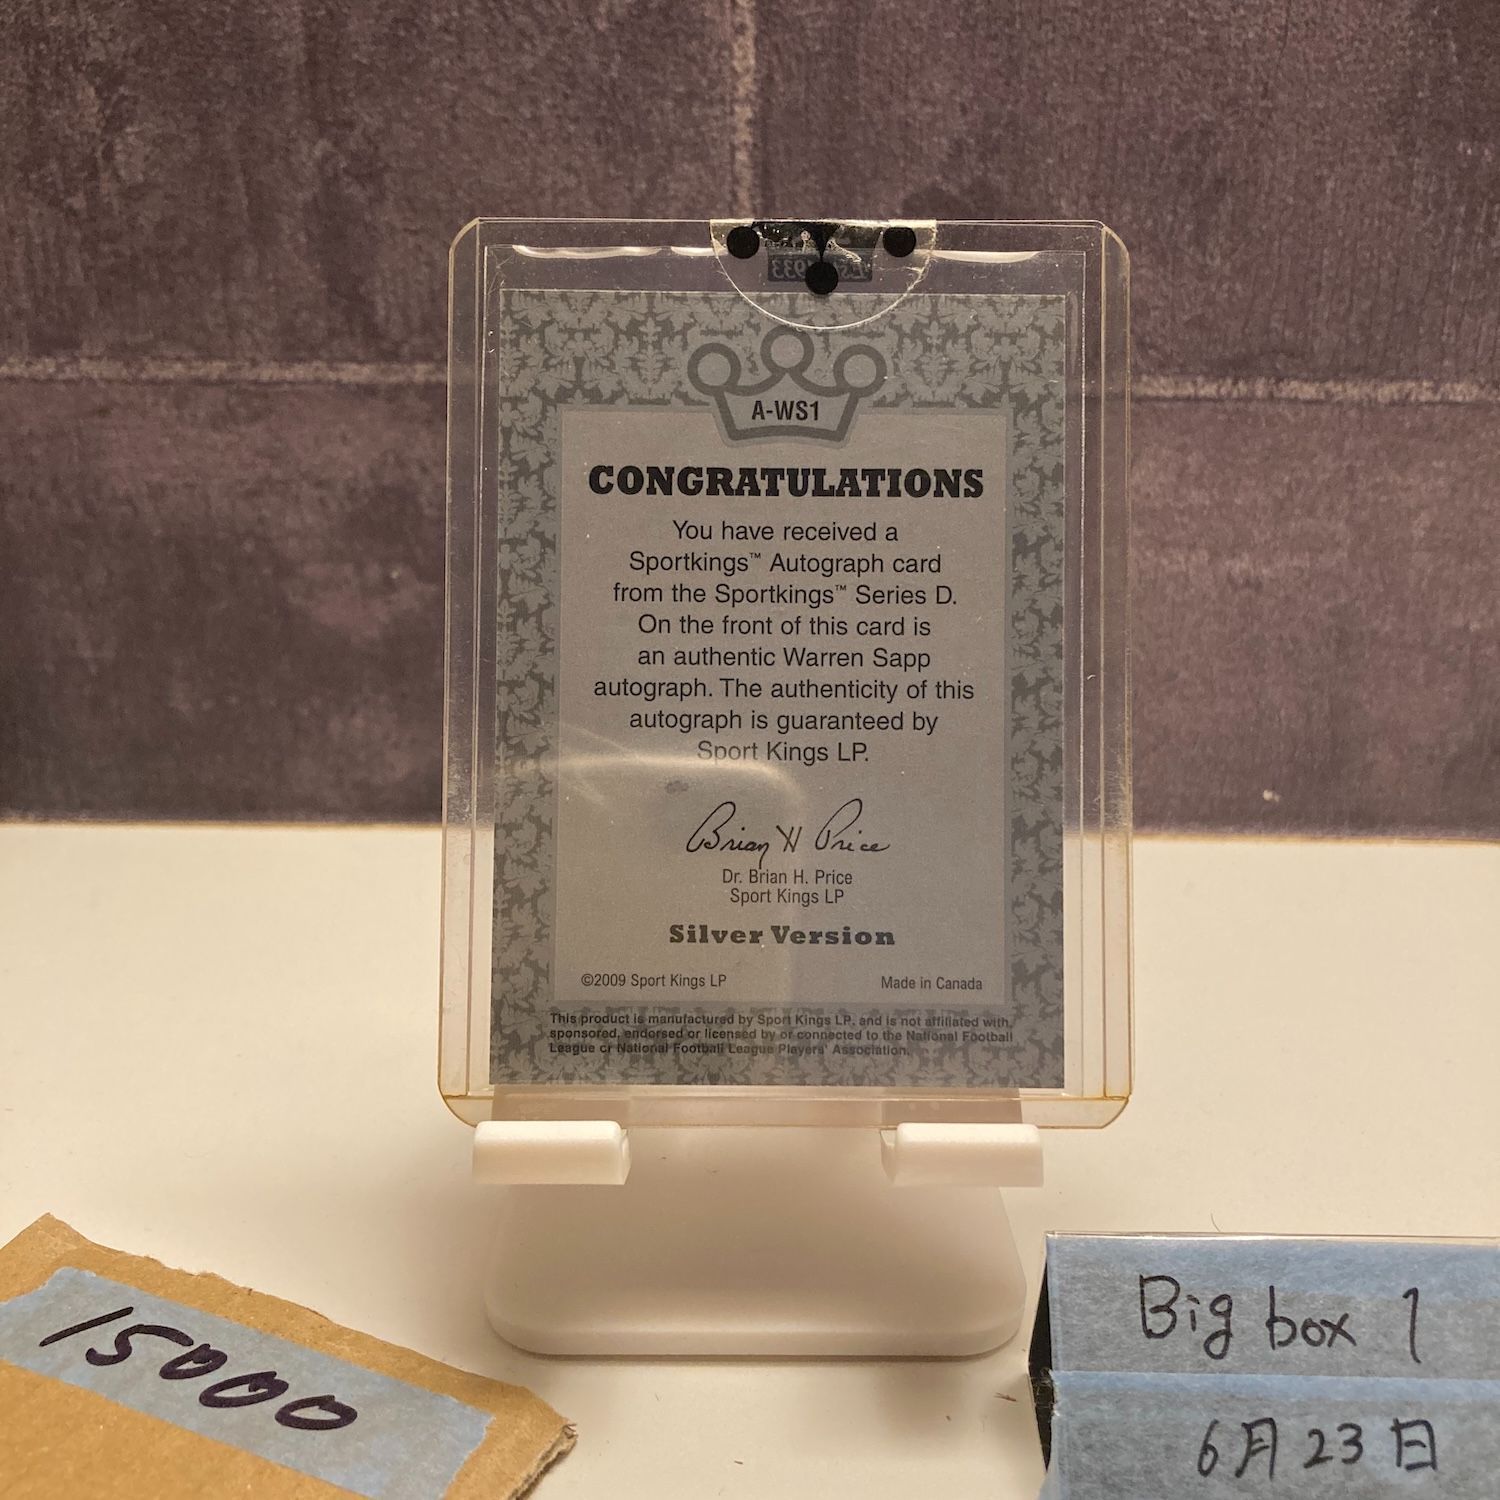 A-WS1
CONGRATULATIONS
You have received a
Sportkings™ Autograph card
from the Sportkings™ Series D.
On the front of this card is
an authentic Warren Sapp
autograph. The authenticity of this
autograph is guaranteed by
Sport Kings LP.
Brian H Price
Dr. Brian H. Price
Sport Kings LP
Silver Version
©2009 Sport Kings LP Made in Canada
This product is manufactured by Sport Kings LP. and is not affiliated with,
sponsored, endorsed or licensed by or connected to the National Football
League or National Football League Players' Association.
15000
Big box 1
6月23日